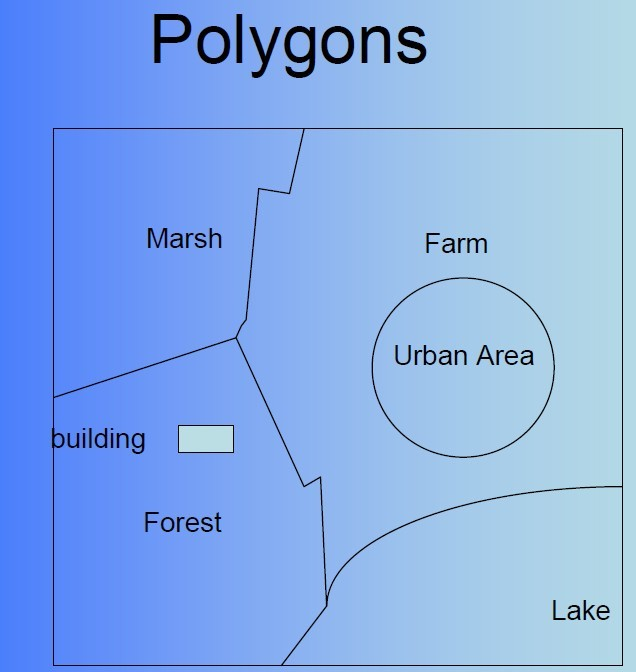 Polygons
Marsh
Farm
Urban Area
building
Forest
Lake